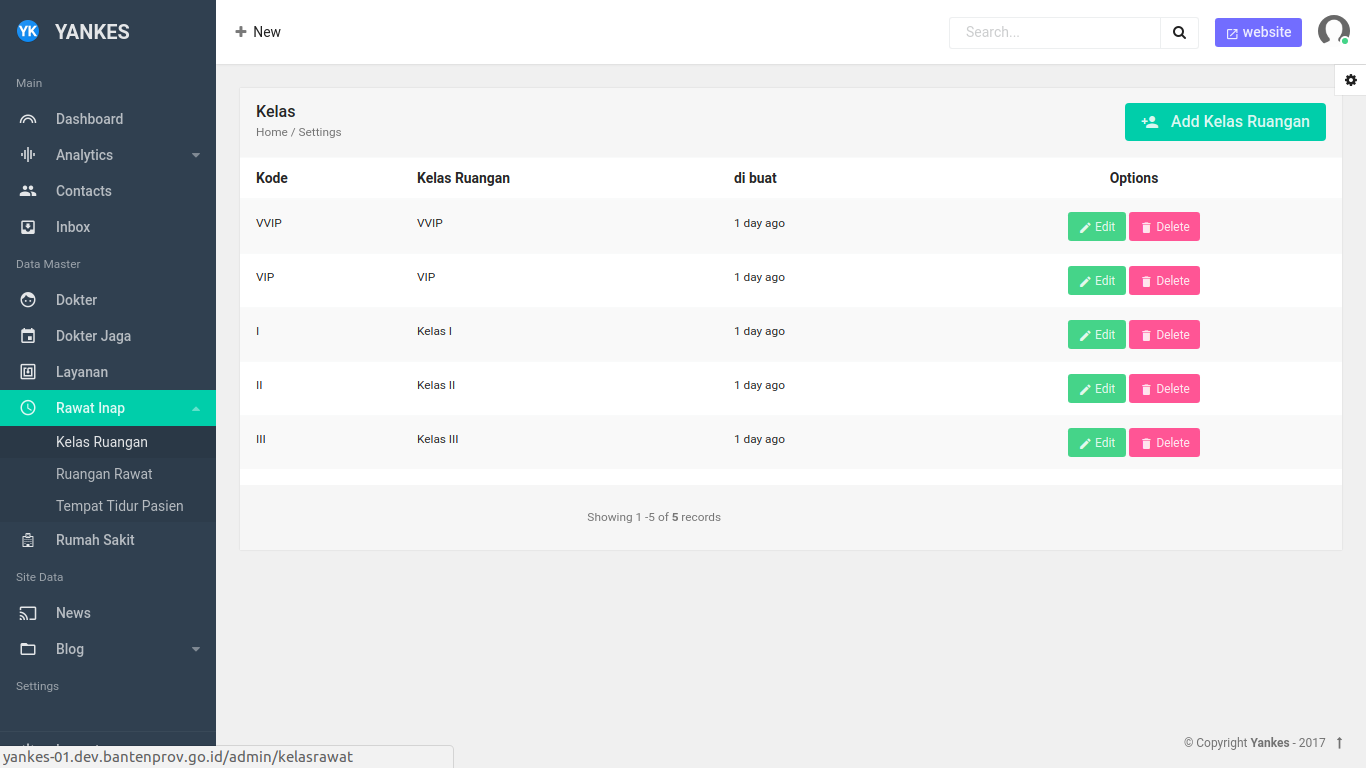 YK YANKES
New
Search...
website
Main
Dashboard
Analytics
Contacts
Inbox
Data Master
Dokter
Dokter Jaga
Layanan
Rawat Inap
Kelas Ruangan
Ruangan Rawat
Tempat Tidur Pasien
Rumah Sakit
Site Data
News
Blog
Settings
Kelas
Home / Settings
Add Kelas Ruangan
Kode Kelas Ruangan di buat Options
VVIP VVIP 1 day ago Edit Delete
VIP VIP 1 day ago Edit Delete
I Kelas I 1 day ago Edit Delete
II Kelas II 1 day ago Edit Delete
III Kelas III 1 day ago Edit Delete
Showing 1 -5 of 5 records
© Copyright Yankes - 2017
yankes-01.dev.bantenprov.go.id/admin/kelasrawat